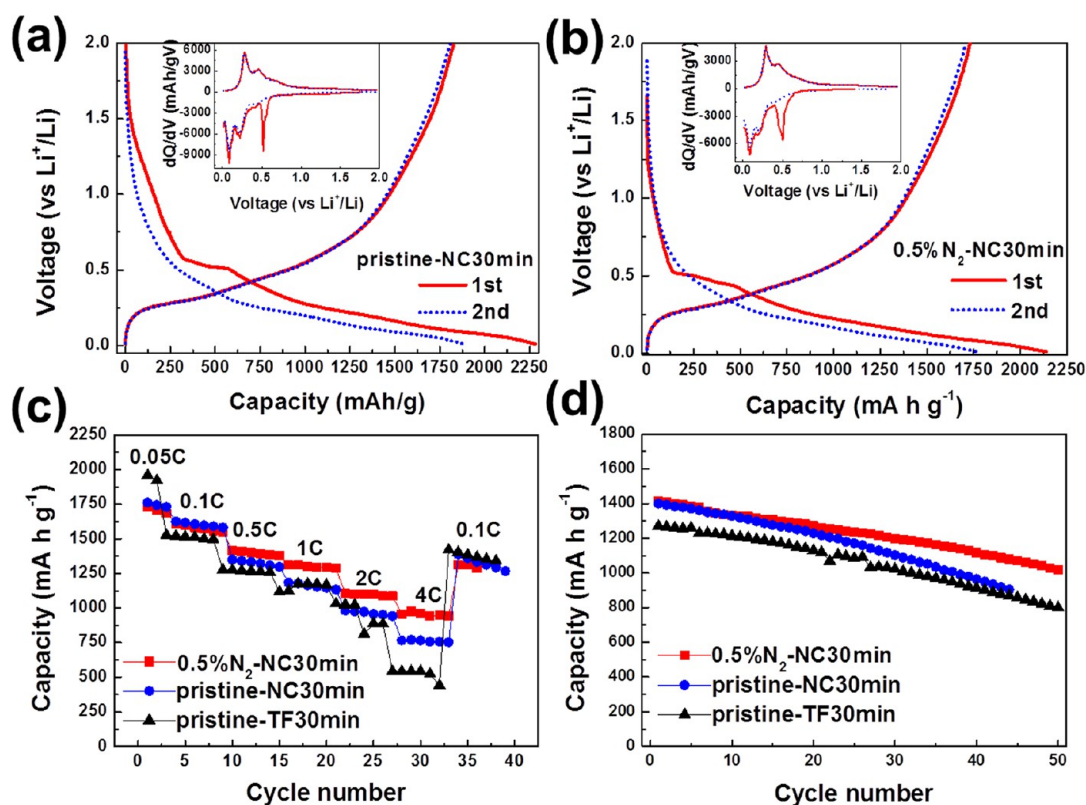 (a)
2.0
1.5
1.0
0.5
0.0
Voltage (vs Li⁺/Li)
6000
3000
0
-3000
-6000
-9000
dQ/dV (mAh/gV)
0.0 0.5 1.0 1.5 2.0
Voltage (vs Li⁺/Li)
pristine-NC30min
1st
2nd
0 250 500 750 1000 1250 1500 1750 2000 2250
Capacity (mAh/g)
(b)
2.0
1.5
1.0
0.5
0.0
Voltage (vs Li⁺/Li)
3000
0
-3000
-6000
dQ/dV (mAh/gV)
0.0 0.5 1.0 1.5 2.0
Voltage (vs Li⁺/Li)
0.5%N₂-NC30min
1st
2nd
0 250 500 750 1000 1250 1500 1750 2000 2250
Capacity (mA h g⁻¹)
(c)
2250
2000
1750
1500
1250
1000
750
500
250
0
Capacity (mA h g⁻¹)
0.05C
0.1C
0.5C
1C
2C
4C
0.1C
0.5%N₂-NC30min
pristine-NC30min
pristine-TF30min
0 5 10 15 20 25 30 35 40
Cycle number
(d)
1800
1600
1400
1200
1000
800
600
400
200
0
Capacity (mA h g⁻¹)
0.5%N₂-NC30min
pristine-NC30min
pristine-TF30min
0 10 20 30 40 50
Cycle number